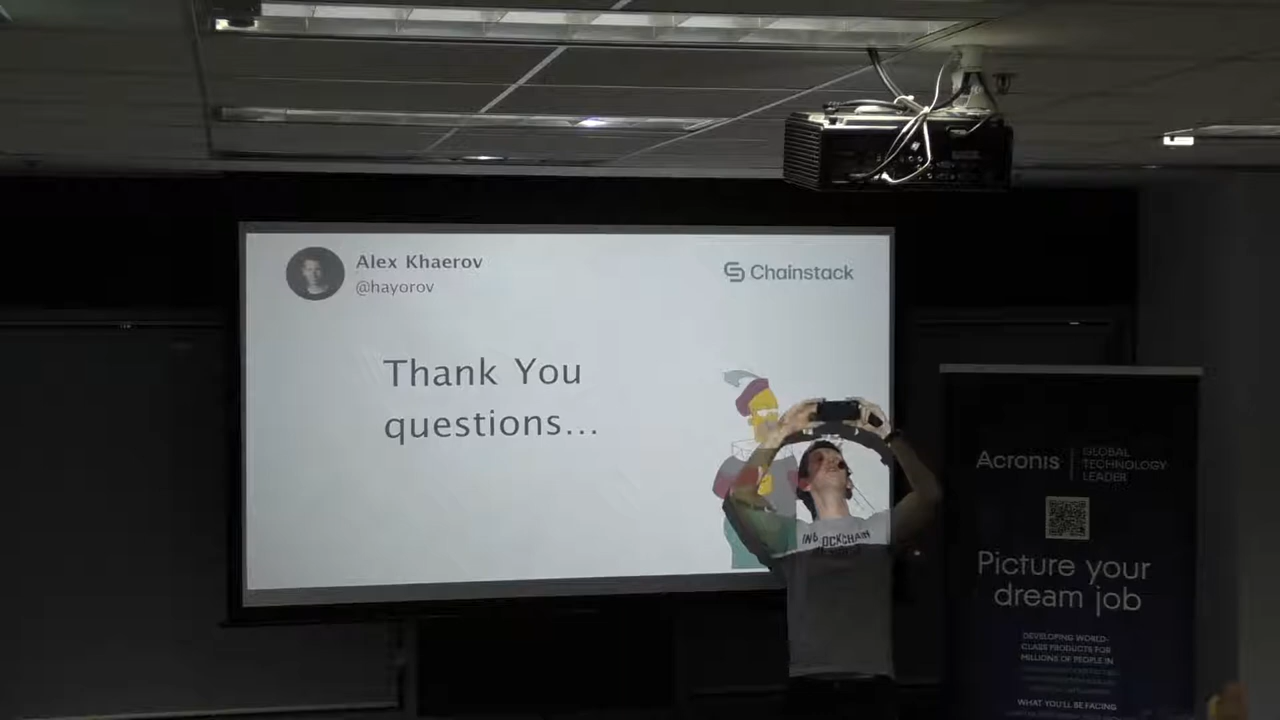 Alex Khaerov
@hayorov
Chainstack
Thank You
questions...
Acronis
GLOBAL
TECHNOLOGY
LEADER
Picture your
dream job
DEVELOPING WORLD-
CLASS PRODUCTS FOR
MILLIONS OF PEOPLE IN
WHAT YOU'LL BE FACING